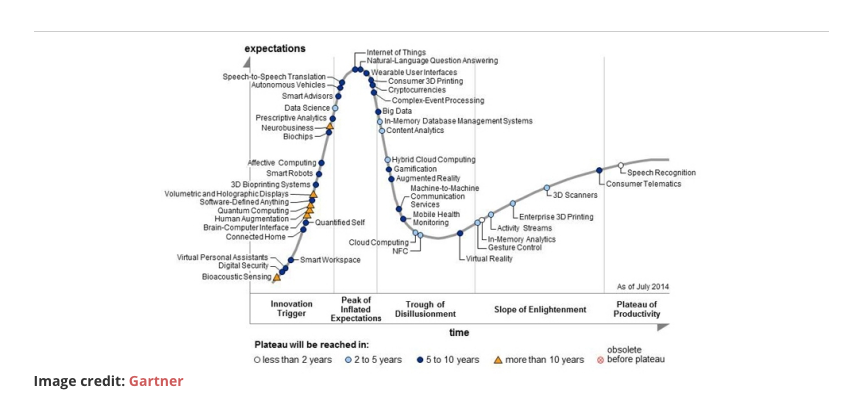 expectations
Internet of Things
Natural-Language Question Answering
Wearable User Interfaces
Speech-to-Speech Translation
Consumer 3D Printing
Autonomous Vehicles
Cryptocurrencies
Smart Advisors
Complex-Event Processing
Data Science
Big Data
Prescriptive Analytics
In-Memory Database Management Systems
Neurobusiness
Content Analytics
Biochips
Hybrid Cloud Computing
Affective Computing
Gamification
Smart Robots
Augmented Reality
3D Bioprinting Systems
Machine-to-Machine
Communication
Services
Volumetric and Holographic Displays
Software-Defined Anything
Quantum Computing
Mobile Health
Monitoring
Human Augmentation
Quantified Self
Brain-Computer Interface
Connected Home
Cloud Computing
NFC
Virtual Personal Assistants
Smart Workspace
Digital Security
Bioacoustic Sensing
Speech Recognition
Consumer Telematics
3D Scanners
Enterprise 3D Printing
Activity Streams
In-Memory Analytics
Gesture Control
Virtual Reality
As of July 2014
Innovation
Trigger
Peak of
Inflated
Expectations
Trough of
Disillusionment
Slope of Enlightenment
Plateau of
Productivity
time
Plateau will be reached in:
less than 2 years
2 to 5 years
5 to 10 years
more than 10 years
obsolete
before plateau
Image credit: Gartner